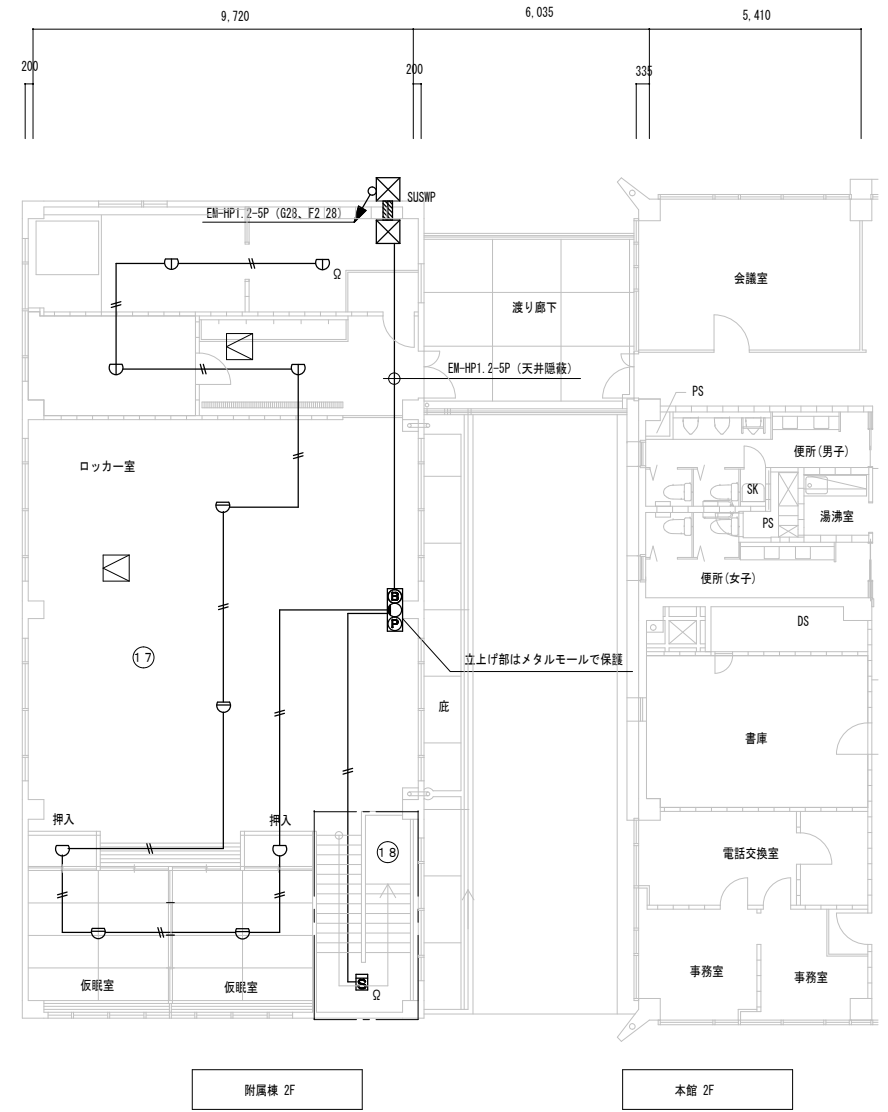 9,720
6,035
5,410
200
200
335
SUSWP
EM-HP1.2-5P (G28、F2 28)
会議室
渡り廊下
Ω
EM-HP1.2-5P (天井隠蔽)
PS
便所(男子)
ロッカー室
SK
PS
湯沸室
便所(女子)
B
P
DS
17
立上げ部はメタルモールで保護
庇
書庫
押入
押入
18
電話交換室
仮眠室
仮眠室
S
Ω
事務室
事務室
附属棟 2F
本館 2F